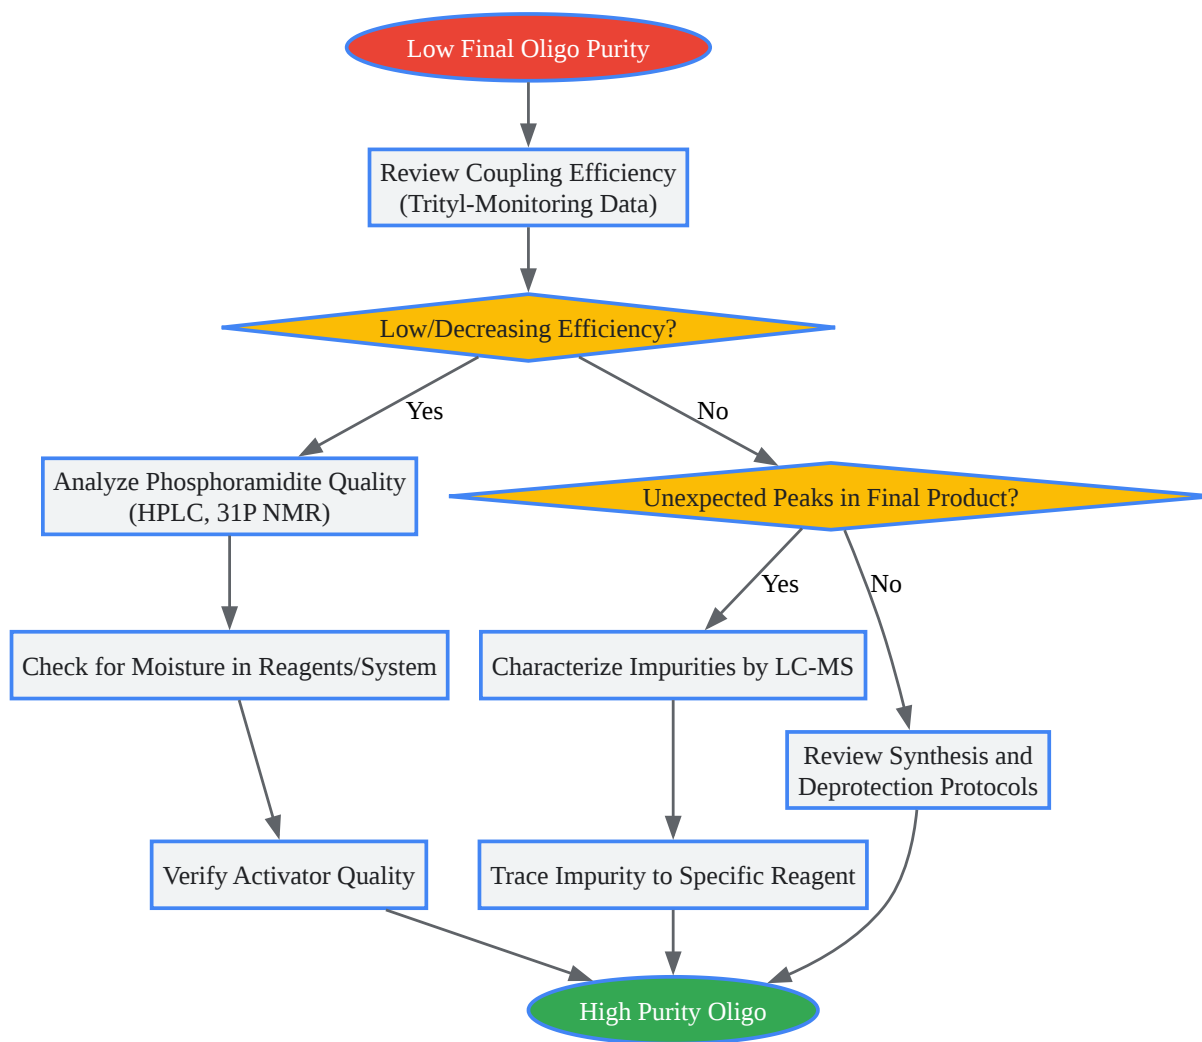 Low Final Oligo Purity
Review Coupling Efficiency
(Trityl-Monitoring Data)
Low/Decreasing Efficiency?
Yes
No
Analyze Phosphoramidite Quality
(HPLC, 31P NMR)
Unexpected Peaks in Final Product?
Yes
No
Check for Moisture in Reagents/System
Characterize Impurities by LC-MS
Review Synthesis and
Deprotection Protocols
Verify Activator Quality
Trace Impurity to Specific Reagent
High Purity Oligo